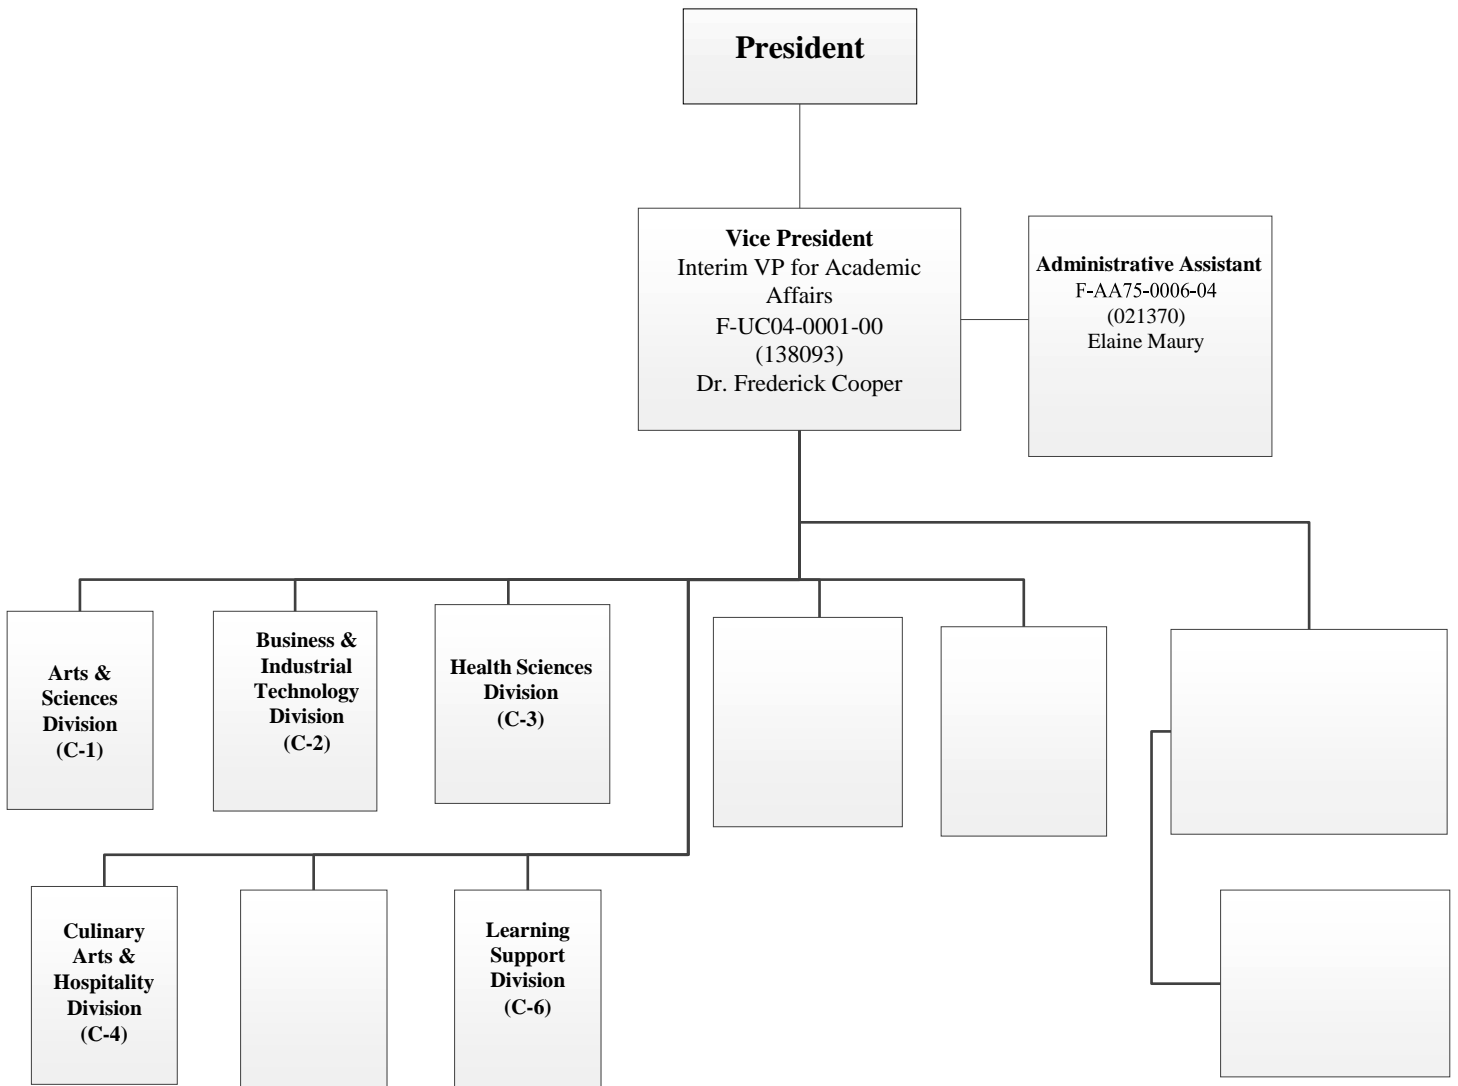 President
Vice President
Interim VP for Academic
Affairs
F-UC04-0001-00
(138093)
Dr. Frederick Cooper
Administrative Assistant
F-AA75-0006-04
(021370)
Elaine Maury
Arts &
Sciences
Division
(C-1)
Business &
Industrial
Technology
Division
(C-2)
Health Sciences
Division
(C-3)
Culinary
Arts &
Hospitality
Division
(C-4)
Learning
Support
Division
(C-6)